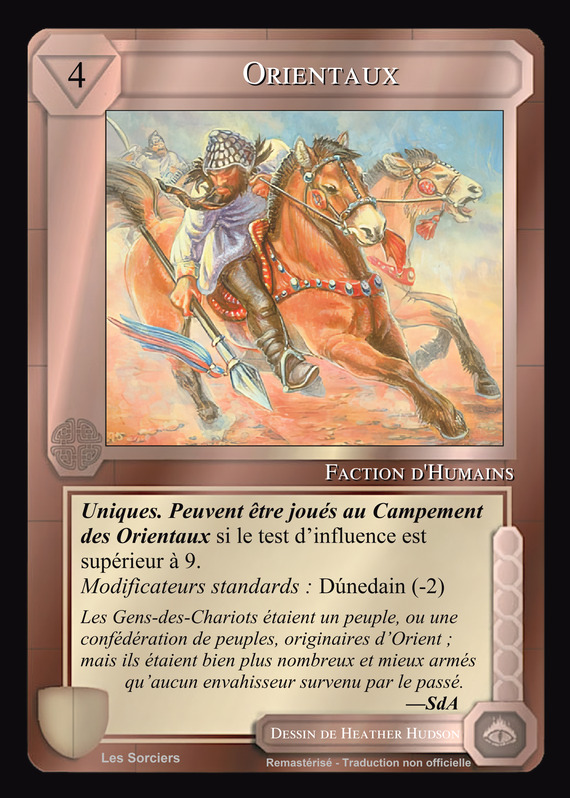 4
Orientaux
Faction d'Humains
Uniques. Peuvent être joués au Campement
des Orientaux si le test d'influence est
supérieur à 9.
Modificateurs standards : Dúnedain (-2)
Les Gens-des-Chariots étaient un peuple, ou une
confédération de peuples, originaires d'Orient ;
mais ils étaient bien plus nombreux et mieux armés
qu'aucun envahisseur survenu par le passé.
—SdA
Dessin de Heather Hudson
Les Sorciers
Remastérisé - Traduction non officielle